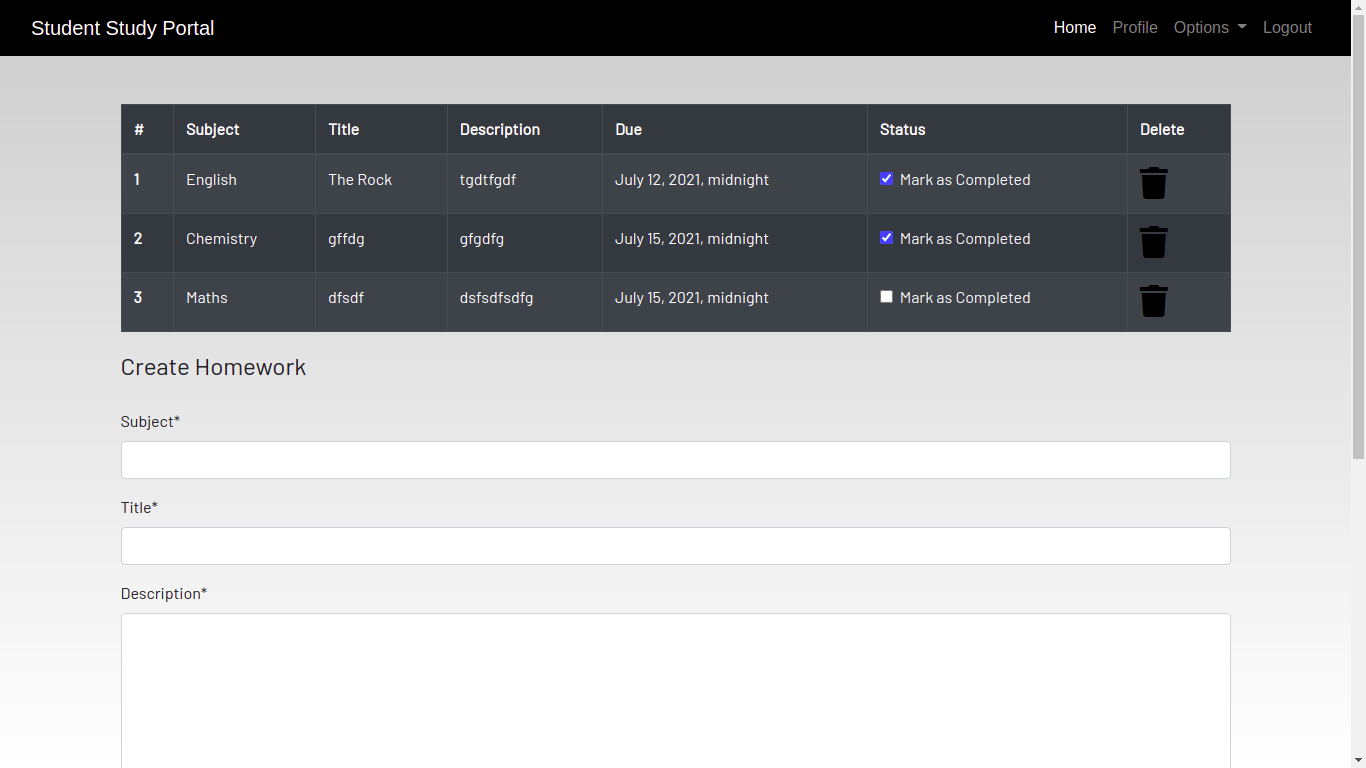 Student Study Portal Home Profile Options Logout
# Subject Title Description Due Status Delete
1 English The Rock tgdtfgdf July 12, 2021, midnight Mark as Completed
2 Chemistry gffdg gfgdfg July 15, 2021, midnight Mark as Completed
3 Maths dfsdf dsfsdfsdfg July 15, 2021, midnight Mark as Completed
Create Homework
Subject*
Title*
Description*